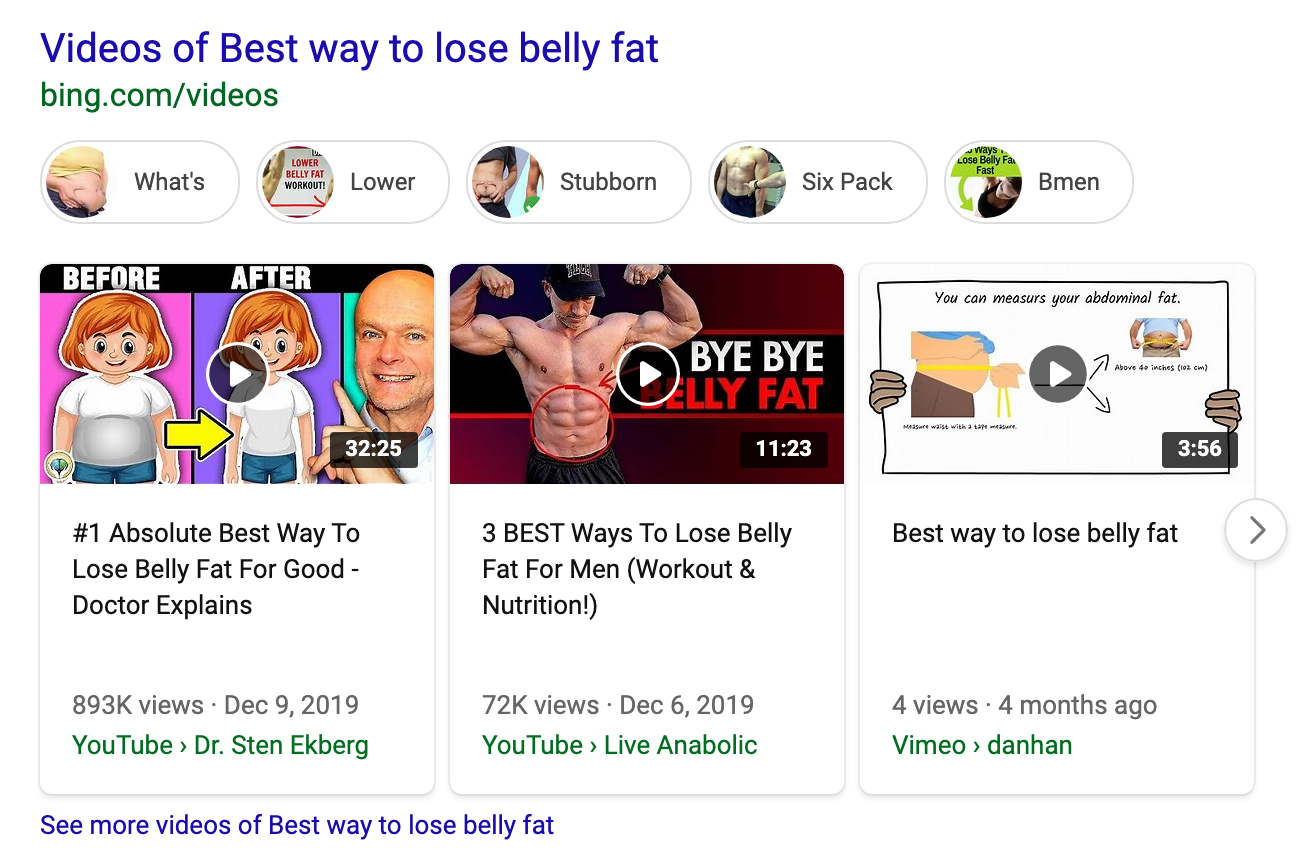 Videos of Best way to lose belly fat
bing.com/videos
What's
LOWER
BELLY FAT
WORKOUT!
Lower
Stubborn
Six Pack
Ways
Lose Belly Fat
Fast
Bmen
BEFORE
AFTER
32:25
BYE BYE
BELLY FAT
11:23
You can measurs your abdominal fat.
Above 40 inches (102 cm)
Measure waist with a tape measure.
3:56
#1 Absolute Best Way To
Lose Belly Fat For Good -
Doctor Explains
893K views · Dec 9, 2019
YouTube › Dr. Sten Ekberg
3 BEST Ways To Lose Belly
Fat For Men (Workout &
Nutrition!)
72K views · Dec 6, 2019
YouTube › Live Anabolic
Best way to lose belly fat
4 views · 4 months ago
Vimeo › danhan
See more videos of Best way to lose belly fat